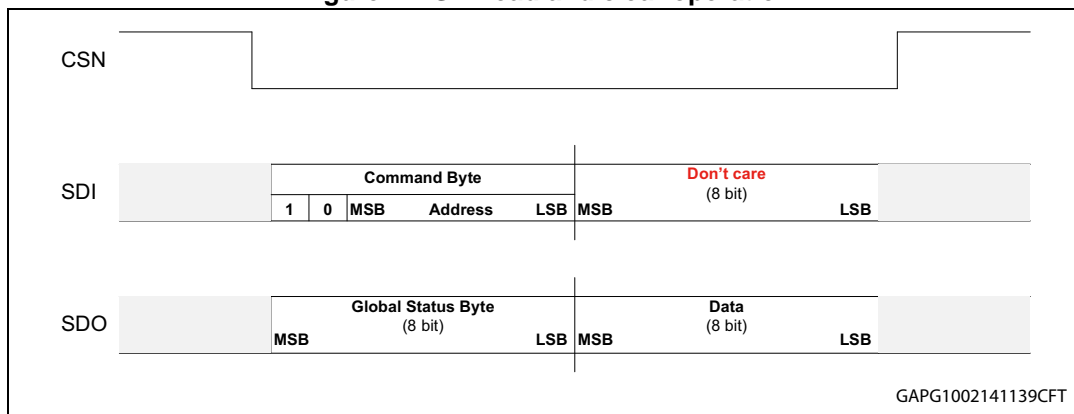 CSN
Command Byte
Don't care
(8 bit)
SDI
1 0 MSB Address LSB MSB LSB
Global Status Byte
(8 bit)
Data
(8 bit)
SDO
MSB LSB MSB LSB
GAPG1002141139CFT